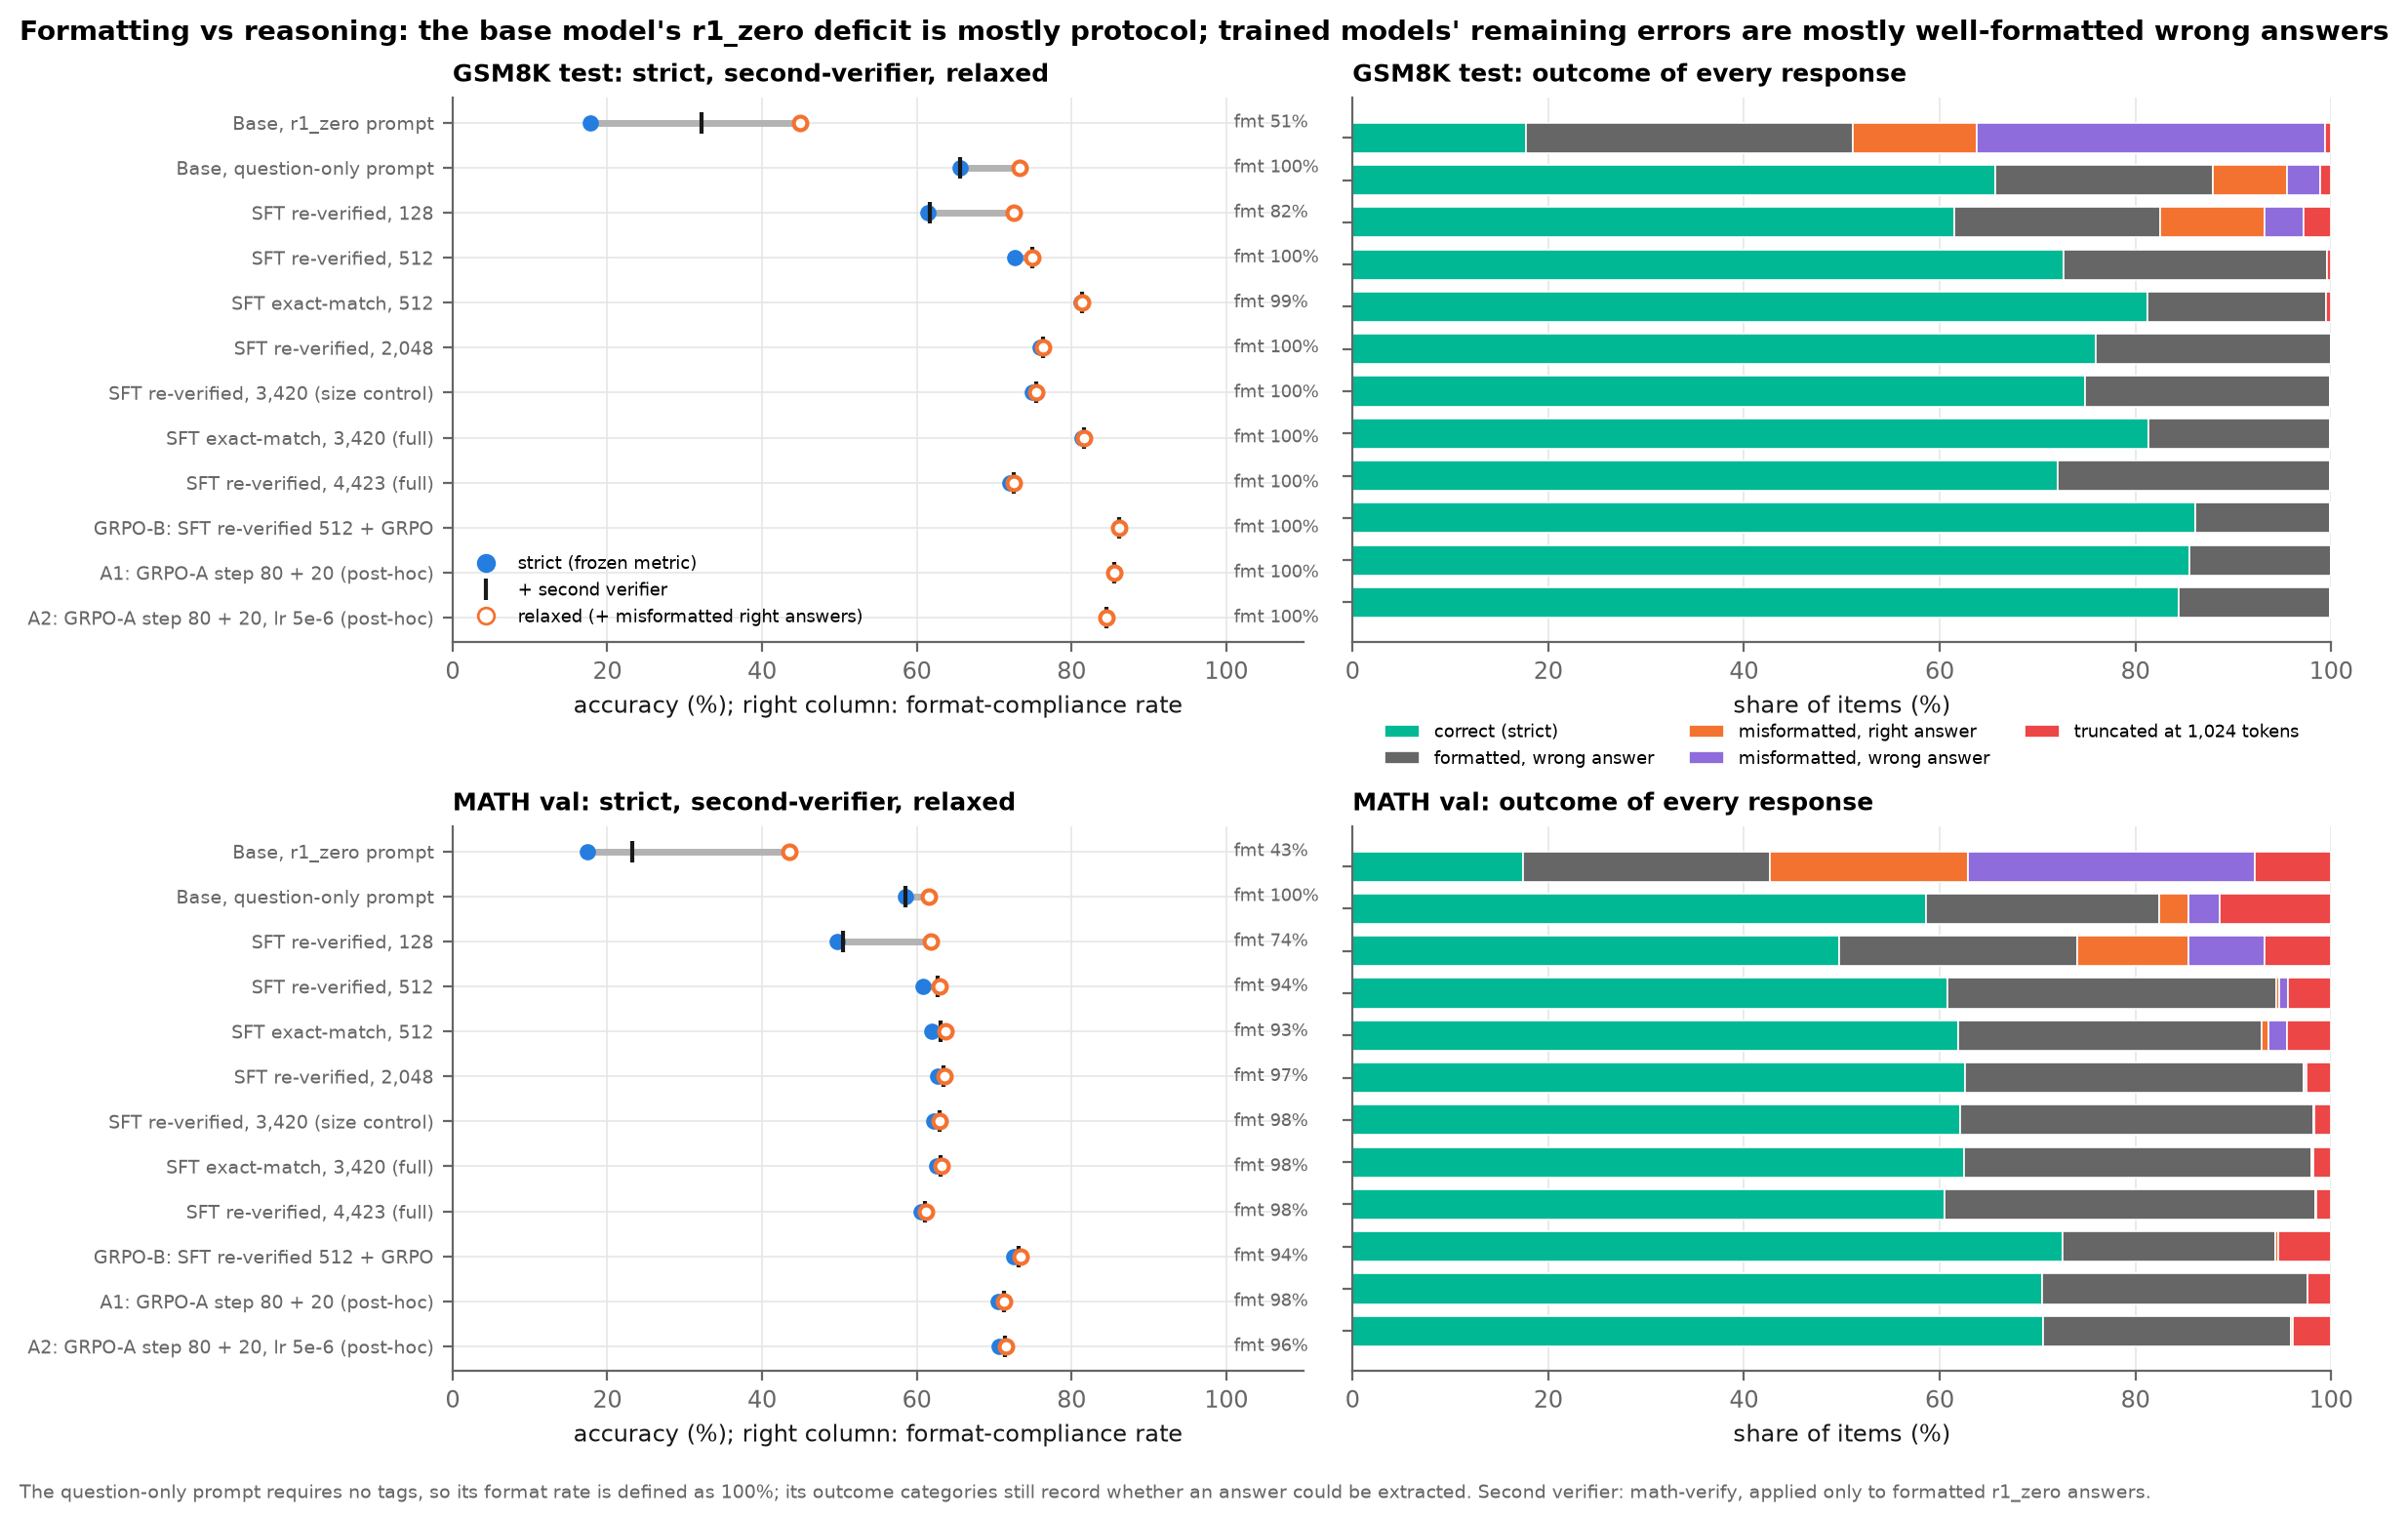 Formatting vs reasoning: the base model's r1_zero deficit is mostly protocol; trained models' remaining errors are mostly well-formatted wrong answers
GSM8K test: strict, second-verifier, relaxed
Base, r1_zero prompt
fmt 51%
Base, question-only prompt
fmt 100%
SFT re-verified, 128
fmt 82%
SFT re-verified, 512
fmt 100%
SFT exact-match, 512
fmt 99%
SFT re-verified, 2,048
fmt 100%
SFT re-verified, 3,420 (size control)
fmt 100%
SFT exact-match, 3,420 (full)
fmt 100%
SFT re-verified, 4,423 (full)
fmt 100%
GRPO-B: SFT re-verified 512 + GRPO
fmt 100%
A1: GRPO-A step 80 + 20 (post-hoc)
fmt 100%
A2: GRPO-A step 80 + 20, lr 5e-6 (post-hoc)
fmt 100%
strict (frozen metric)
+ second verifier
relaxed (+ misformatted right answers)
0 20 40 60 80 100
accuracy (%); right column: format-compliance rate
GSM8K test: outcome of every response
0 20 40 60 80 100
share of items (%)
correct (strict)
formatted, wrong answer
misformatted, right answer
misformatted, wrong answer
truncated at 1,024 tokens
MATH val: strict, second-verifier, relaxed
Base, r1_zero prompt
fmt 43%
Base, question-only prompt
fmt 100%
SFT re-verified, 128
fmt 74%
SFT re-verified, 512
fmt 94%
SFT exact-match, 512
fmt 93%
SFT re-verified, 2,048
fmt 97%
SFT re-verified, 3,420 (size control)
fmt 98%
SFT exact-match, 3,420 (full)
fmt 98%
SFT re-verified, 4,423 (full)
fmt 98%
GRPO-B: SFT re-verified 512 + GRPO
fmt 94%
A1: GRPO-A step 80 + 20 (post-hoc)
fmt 98%
A2: GRPO-A step 80 + 20, lr 5e-6 (post-hoc)
fmt 96%
0 20 40 60 80 100
accuracy (%); right column: format-compliance rate
MATH val: outcome of every response
0 20 40 60 80 100
share of items (%)
The question-only prompt requires no tags, so its format rate is defined as 100%; its outcome categories still record whether an answer could be extracted. Second verifier: math-verify, applied only to formatted r1_zero answers.